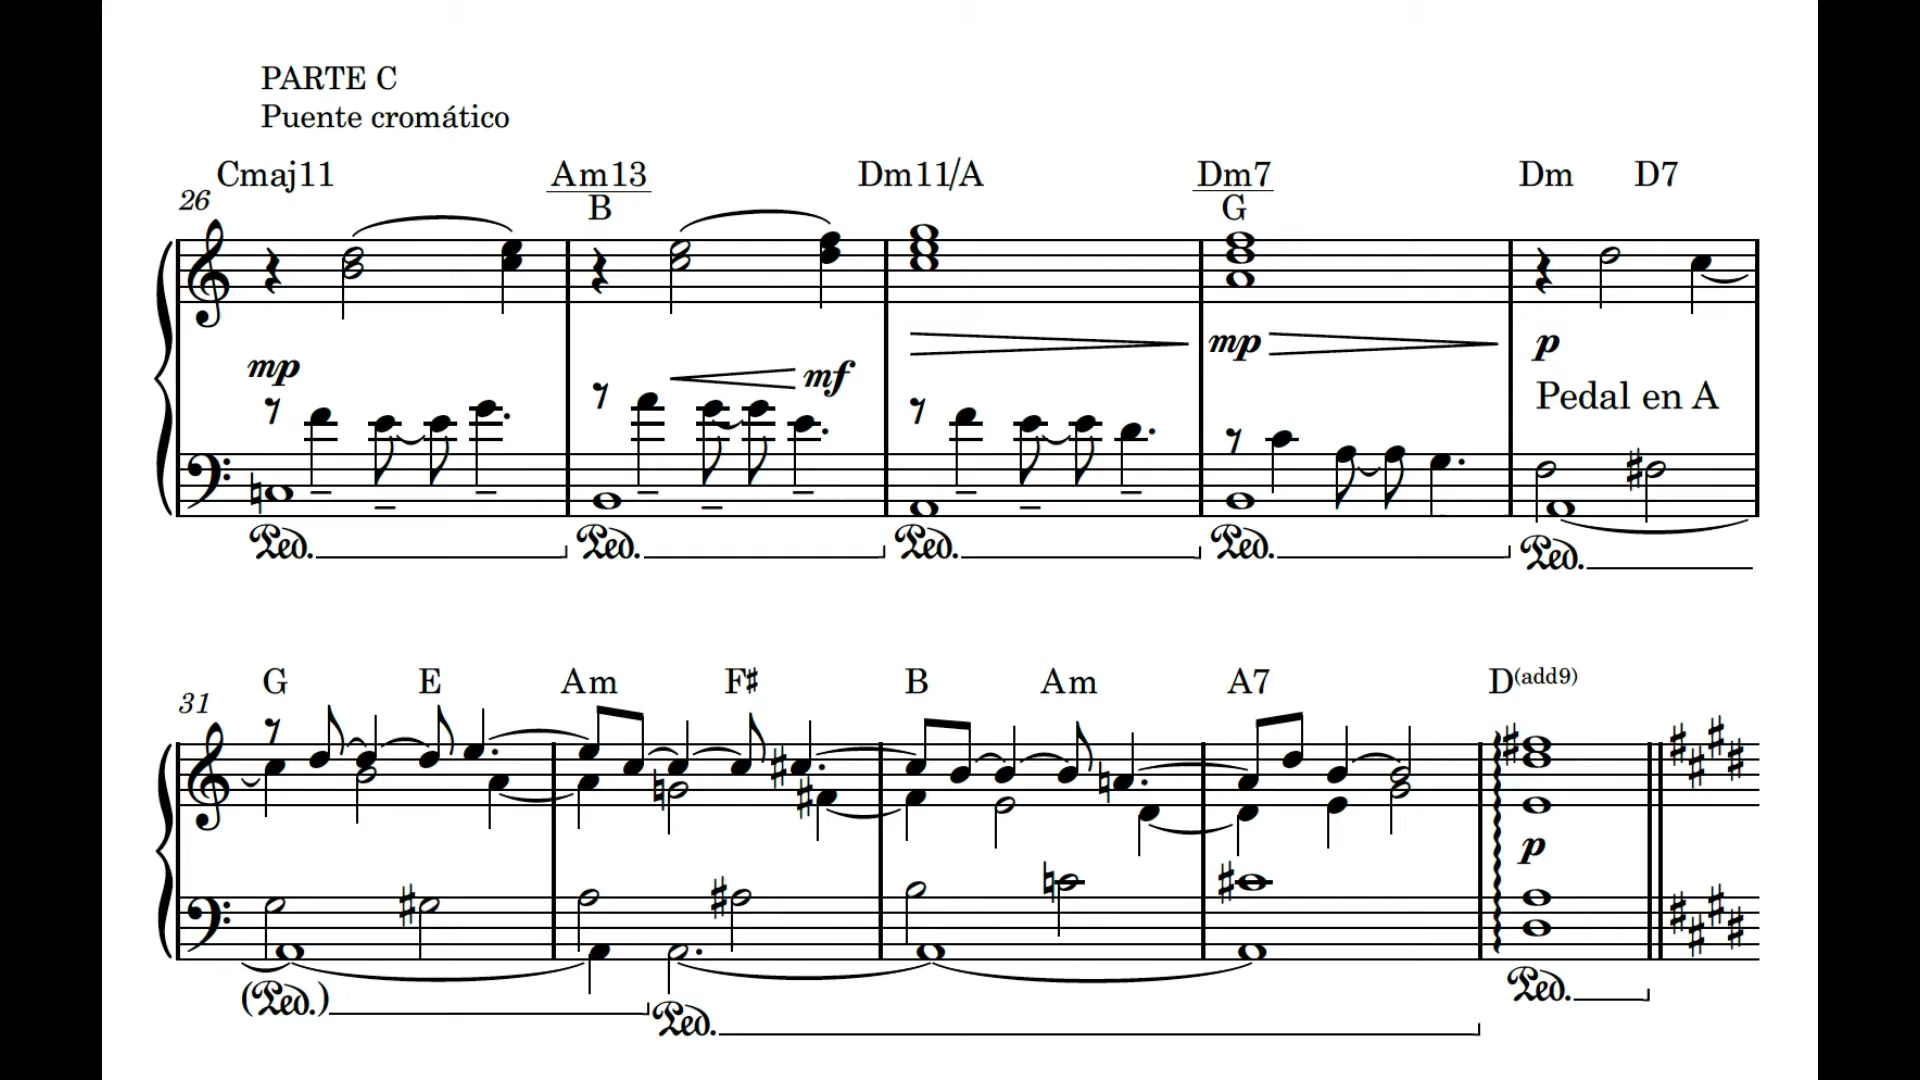 PARTE C
Puente cromático
Cmaj11 Am13 Dm11/A Dm7 Dm D7
B G
26
mp mf mp p
Pedal en A
Ped. Ped. Ped. Ped. Ped.
G E Am F♯ B Am A7 D(add9)
31
p
(Ped.) Ped. Ped.